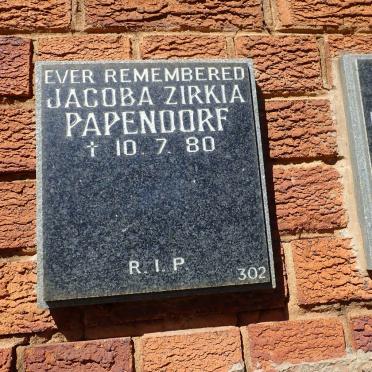 EVER REMEMBERED
JACOBA ZIRKIA
PAPENDORF
† 10. 7. 80
R. I. P.
302